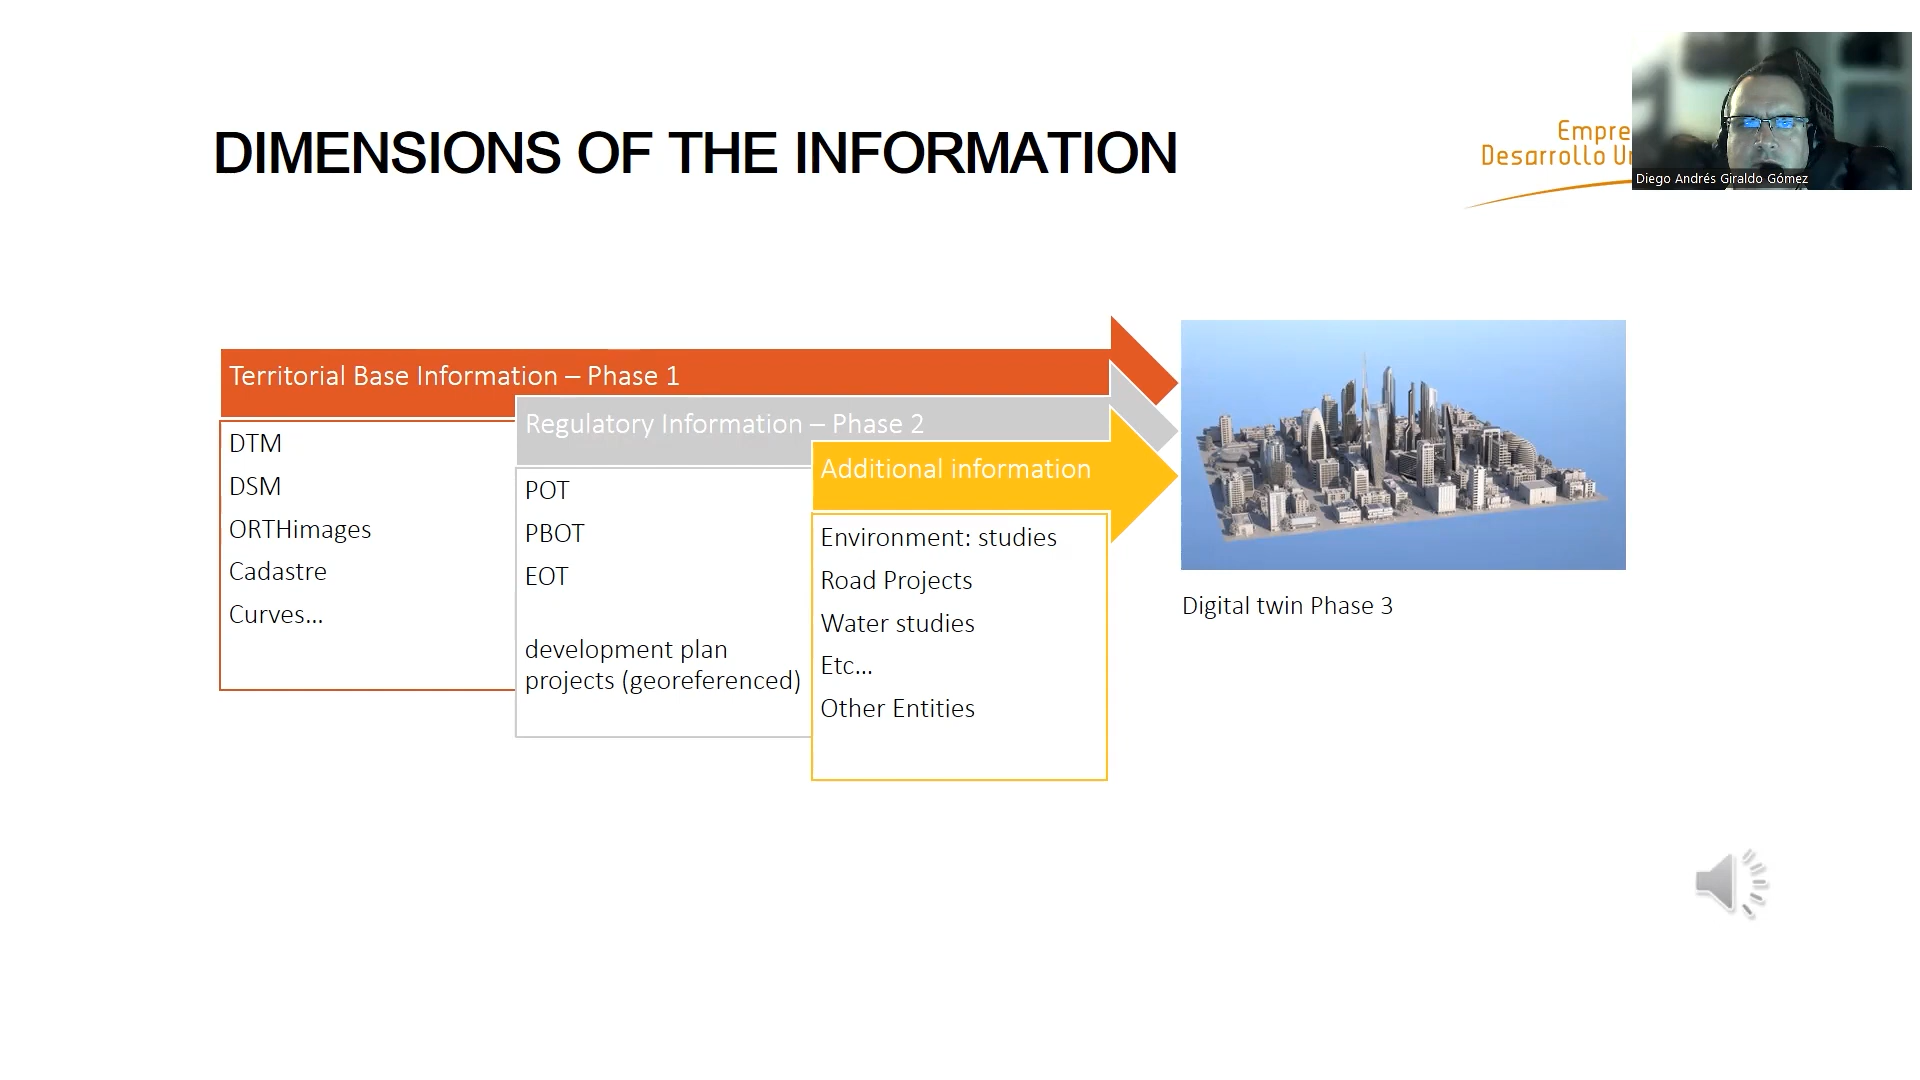 DIMENSIONS OF THE INFORMATION
Desarrollo
Diego Andrés Giraldo Gómez
Territorial Base Information – Phase 1
DTM
DSM
ORTHimages
Cadastre
Curves...
Regulatory Information – Phase 2
POT
PBOT
EOT
development plan
projects (georeferenced)
Additional information
Environment: studies
Road Projects
Water studies
Etc...
Other Entities
Digital twin Phase 3